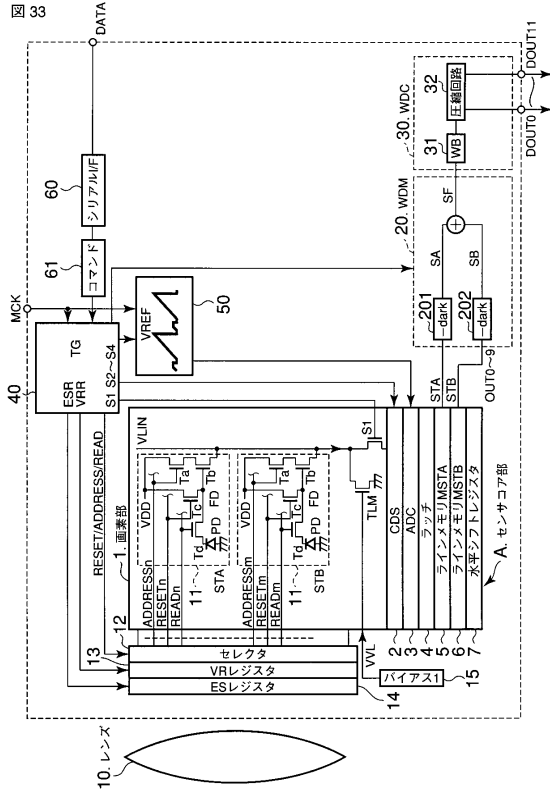 図 33
DATA
60
シリアルI/F
61
コマンド
MCK
40
TG
ESR
VRR
S1 S2～S4
50
VREF
RESET/ADDRESS/READ
20. WDM
201
-dark
202
-dark
SA
SB
SF
STA
STB
OUT0～9
30. WDC
31
WB
32
圧縮回路
DOUT11
DOUT0
1. 画素部
VLIN
VDD
Ta
Tb
Tc
Td
FD
PD
11
STA
ADDRESSn
RESETn
READn
VDD
Ta
Tb
Tc
Td
FD
PD
11
STB
ADDRESSm
RESETm
READm
S1
TLM
12
セレクタ
13
VRレジスタ
ESレジスタ
14
VVL
バイアス1
15
CDS
ADC
ラッチ
ラインメモリMSTA
ラインメモリMSTB
水平シフトレジスタ
2
3
4
5
6
7
A. センサコア部
10. レンズ